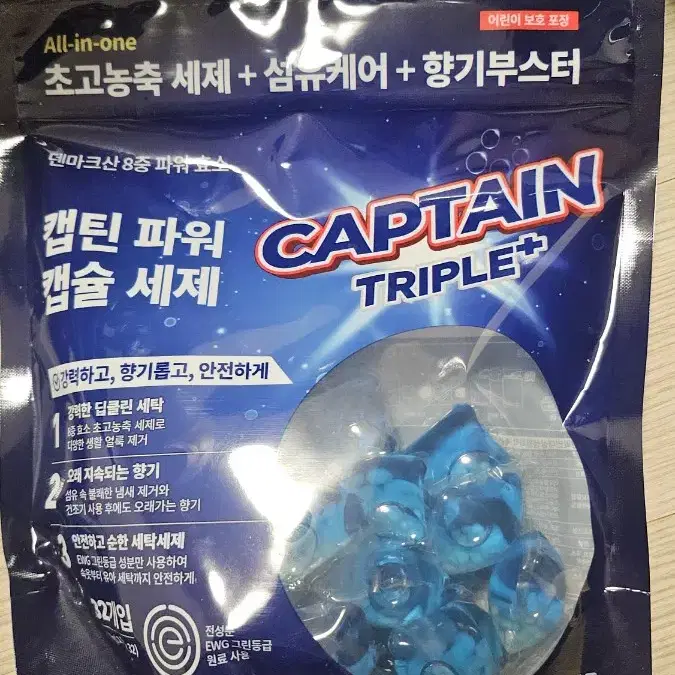 어린이 보호 포장
All-in-one
초고농축 세제 + 섬유케어 + 향기부스터
덴마크산 8중 파워 효소
캡틴 파워
캡슐 세제
CAPTAIN
TRIPLE+
강력하고, 향기롭고, 안전하게
1 강력한 딥클린 세탁
8중 효소 초고농축 세제로
다양한 생활 얼룩 제거
2 오래 지속되는 향기
섬유 속 불쾌한 냄새 제거와
건조기 사용 후에도 오래가는 향기
3 안전하고 순한 세탁세제
EWG 그린등급 성분만 사용하여
속옷부터 유아 세탁까지 안전하게
32개입
전성분
EWG 그린등급
원료 사용